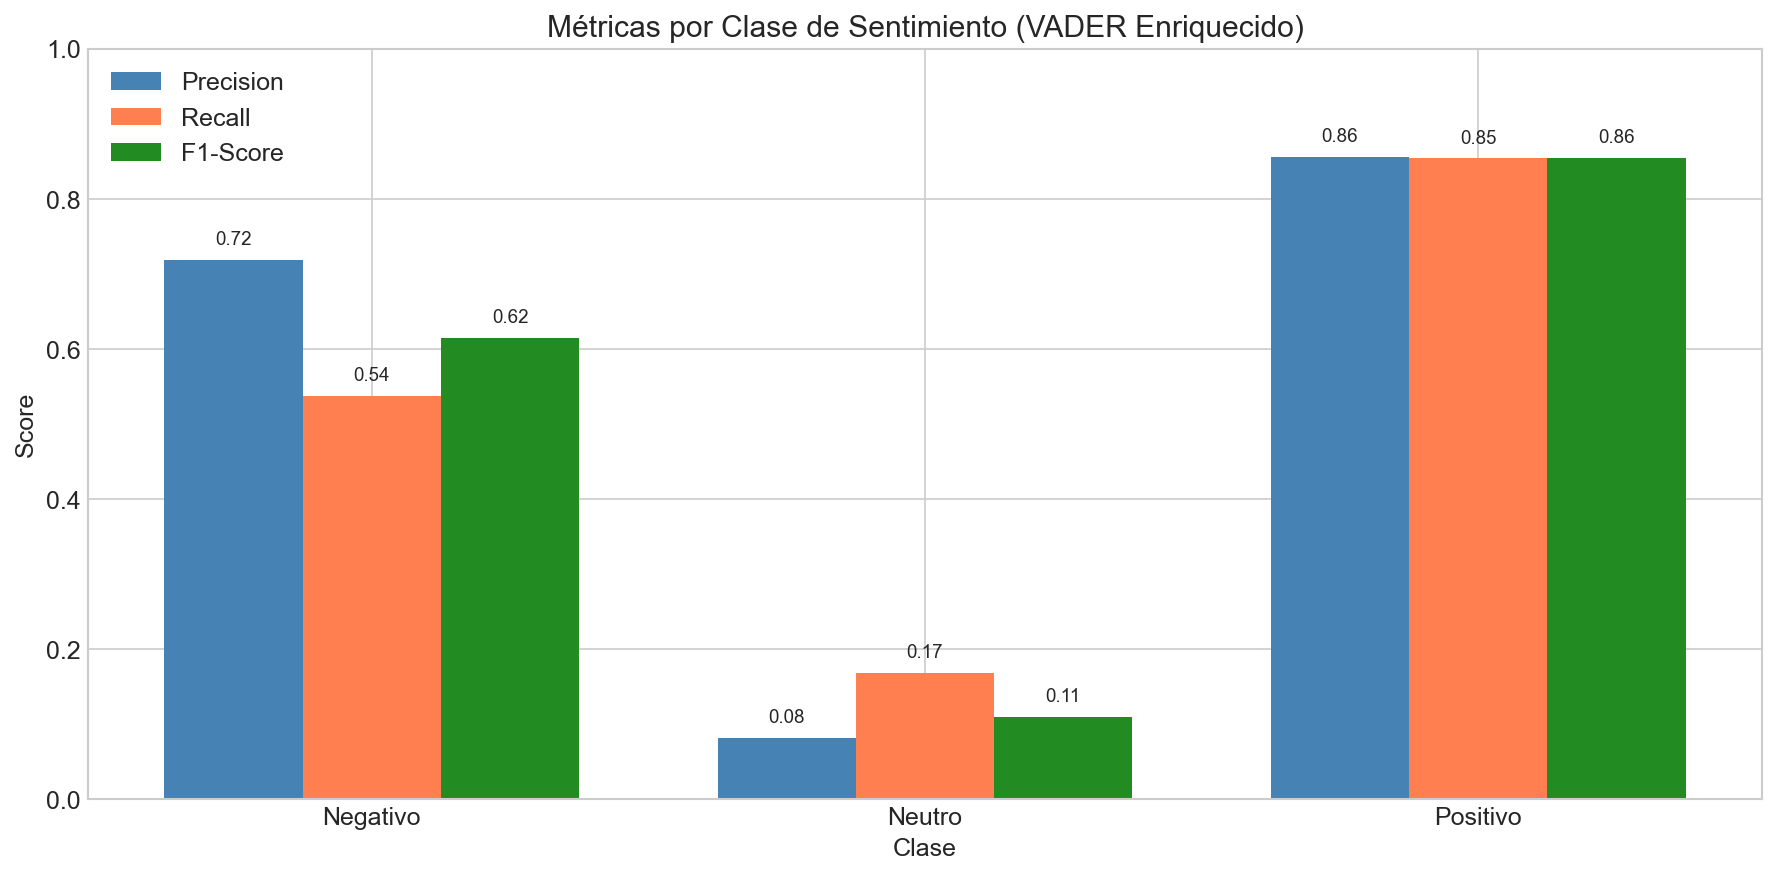 Métricas por Clase de Sentimiento (VADER Enriquecido)
1.0
0.8
0.6
0.4
0.2
0.0
Score
Precision
Recall
F1-Score
0.72
0.54
0.62
0.08
0.17
0.11
0.86
0.85
0.86
Negativo
Neutro
Positivo
Clase